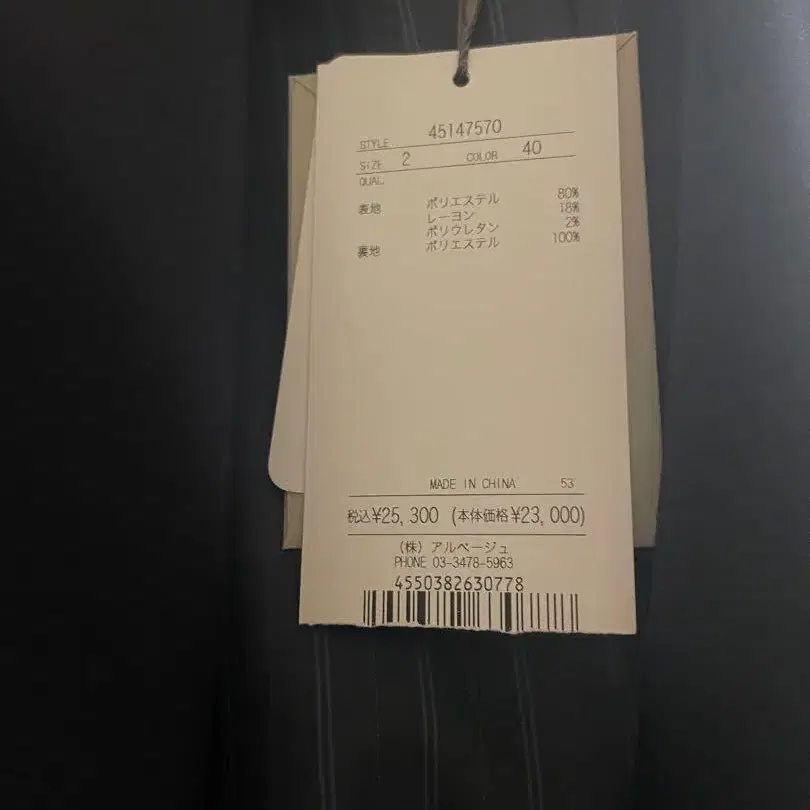 STYLE 45147570
SIZE 2 COLOR 40
QUAL.
表地 ポリエステル 80%
レーヨン 18%
ポリウレタン 2%
裏地 ポリエステル 100%
MADE IN CHINA 53
税込¥25,300 (本体価格¥23,000)
(株) アルページュ
PHONE 03-3478-5963
4550382630778